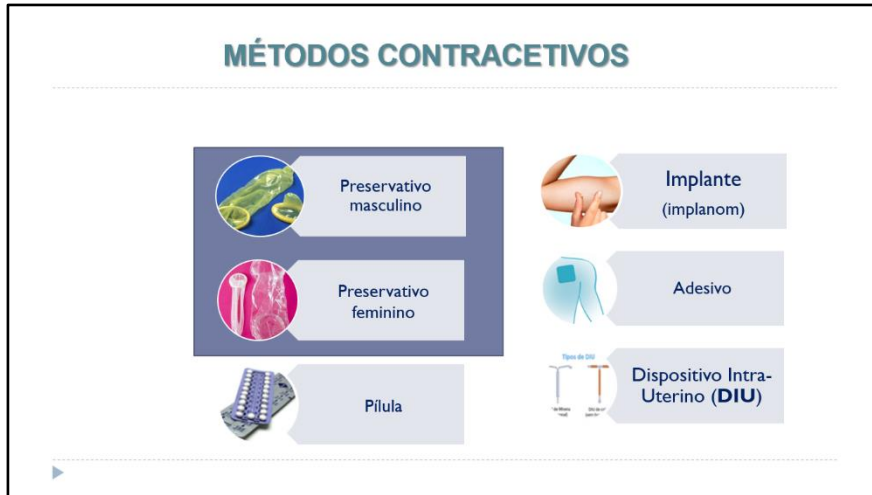 MÉTODOS CONTRACETIVOS
Preservativo
masculino
Preservativo
feminino
Pílula
Implante
(implanom)
Adesivo
Tipos de DIU
Dispositivo Intra-
Uterino (DIU)